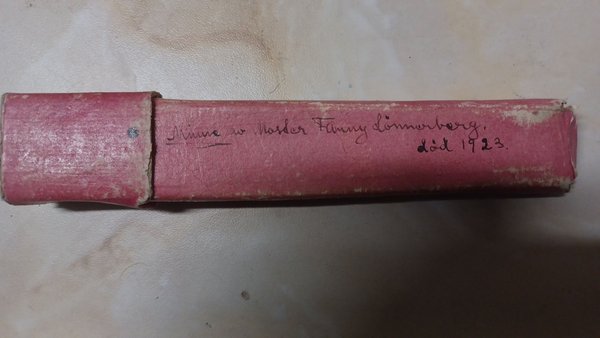 Minne av Moster Fanny Lönnerberg.
död 1923.